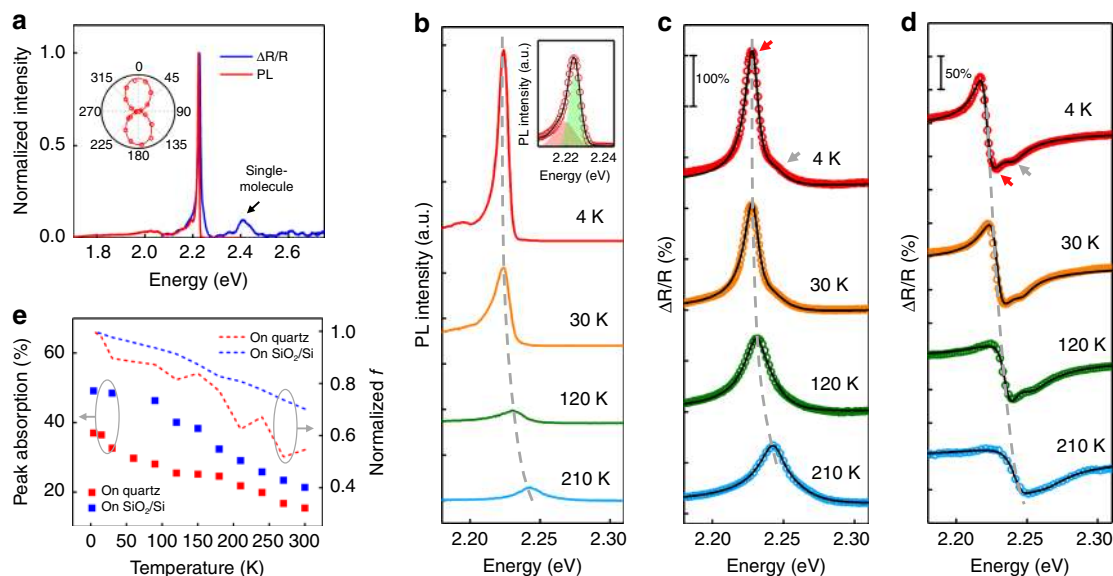 a
Normalized intensity
1.0
0.5
0.0
1.8
2.0
2.2
2.4
2.6
Energy (eV)
ΔR/R
PL
0
45
90
135
180
225
270
315
Single-
molecule
b
PL intensity (a.u.)
4 K
30 K
120 K
210 K
2.20
2.25
2.30
Energy (eV)
PL intensity (a.u.)
2.22 2.24
Energy (eV)
c
ΔR/R (%)
100%
4 K
30 K
120 K
210 K
2.20
2.25
2.30
Energy (eV)
d
ΔR/R (%)
50%
4 K
30 K
120 K
210 K
2.20
2.25
2.30
Energy (eV)
e
Peak absorption (%)
60
40
20
On quartz
On SiO₂/Si
On quartz
On SiO₂/Si
1.0
0.8
0.6
0.4
Normalized f
0 50 100 150 200 250 300
Temperature (K)